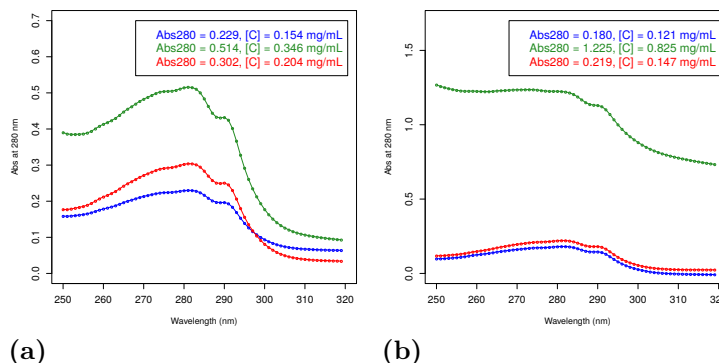 Abs280 = 0.229, [C] = 0.154 mg/mL
Abs280 = 0.514, [C] = 0.346 mg/mL
Abs280 = 0.302, [C] = 0.204 mg/mL
0.7
0.6
0.5
0.4
0.3
0.2
0.1
0.0
Abs at 280 nm
250 260 270 280 290 300 310 320
Wavelength (nm)
(a)
Abs280 = 0.180, [C] = 0.121 mg/mL
Abs280 = 1.225, [C] = 0.825 mg/mL
Abs280 = 0.219, [C] = 0.147 mg/mL
1.5
1.0
0.5
0.0
Abs at 280 nm
250 260 270 280 290 300 310
Wavelength (nm)
(b)